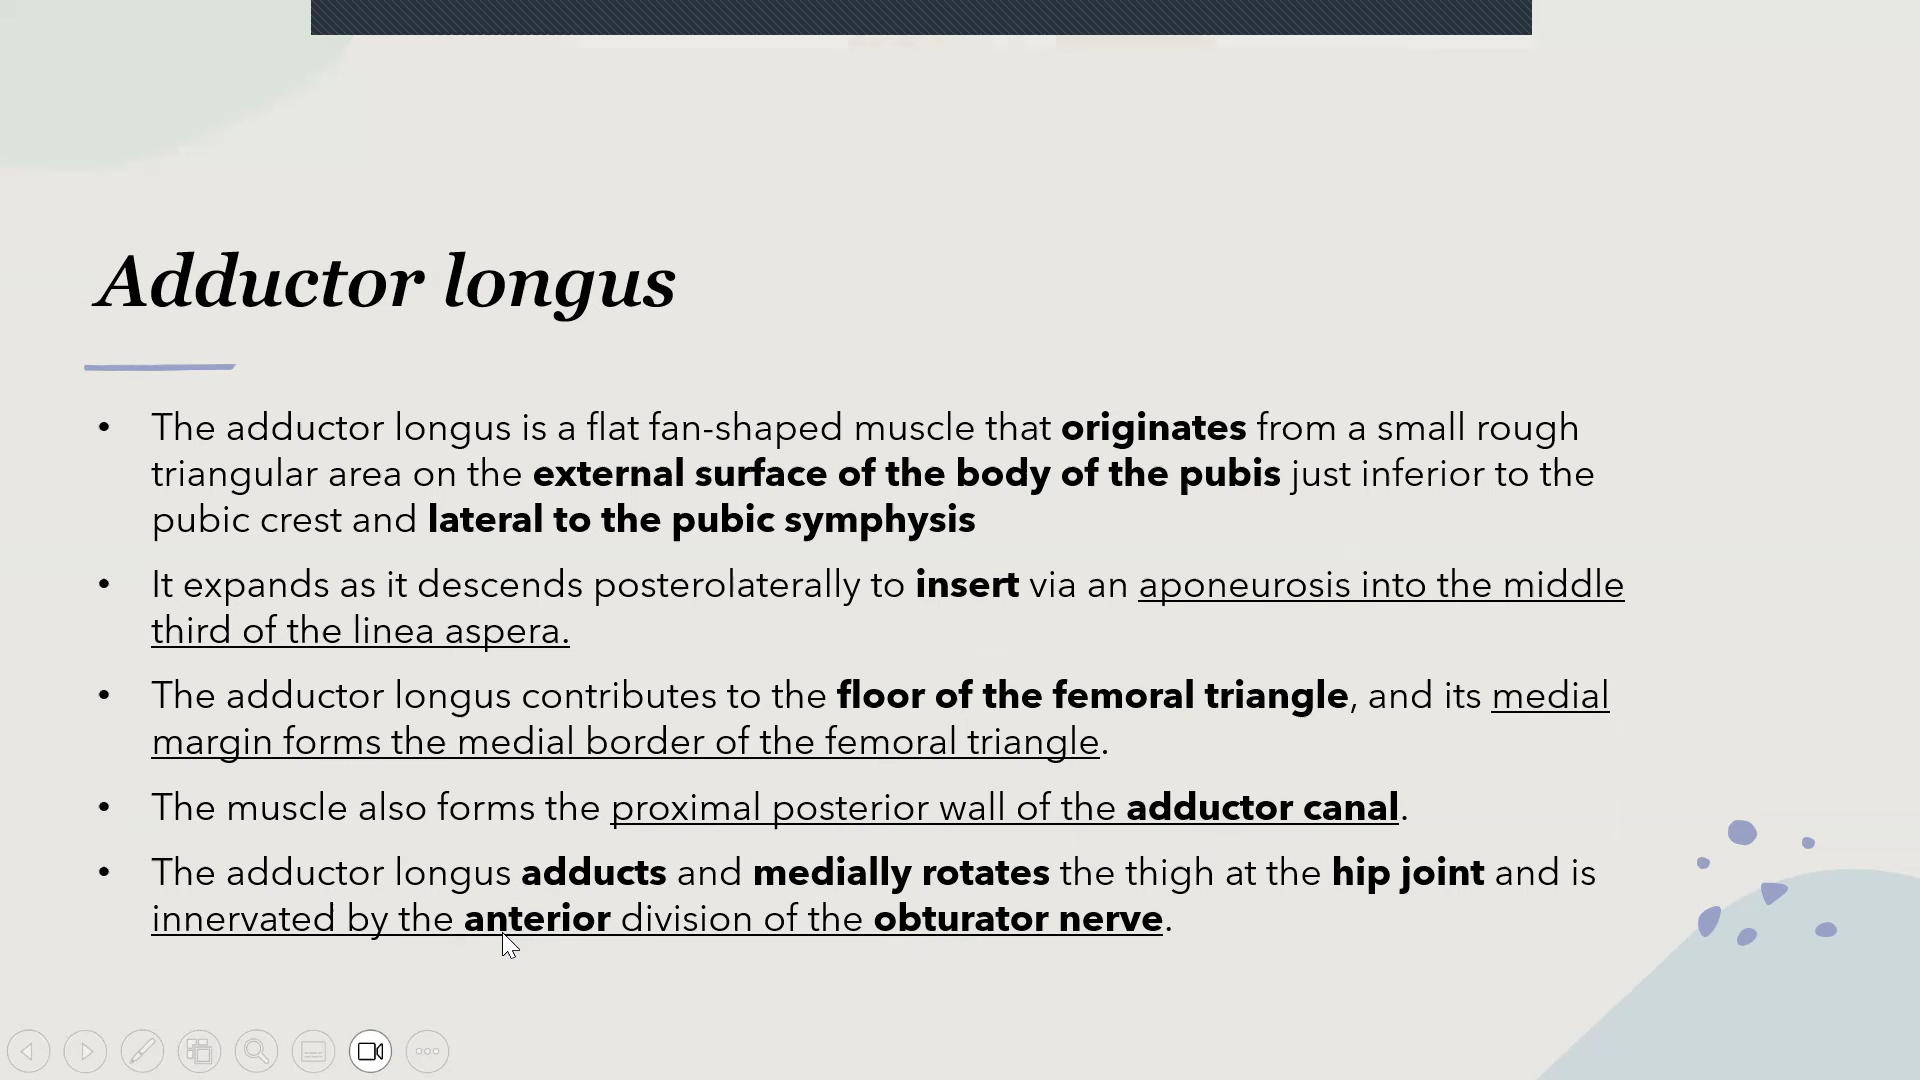 Adductor longus
• The adductor longus is a flat fan-shaped muscle that originates from a small rough
triangular area on the external surface of the body of the pubis just inferior to the
pubic crest and lateral to the pubic symphysis
• It expands as it descends posterolaterally to insert via an aponeurosis into the middle
third of the linea aspera.
• The adductor longus contributes to the floor of the femoral triangle, and its medial
margin forms the medial border of the femoral triangle.
• The muscle also forms the proximal posterior wall of the adductor canal.
• The adductor longus adducts and medially rotates the thigh at the hip joint and is
innervated by the anterior division of the obturator nerve.